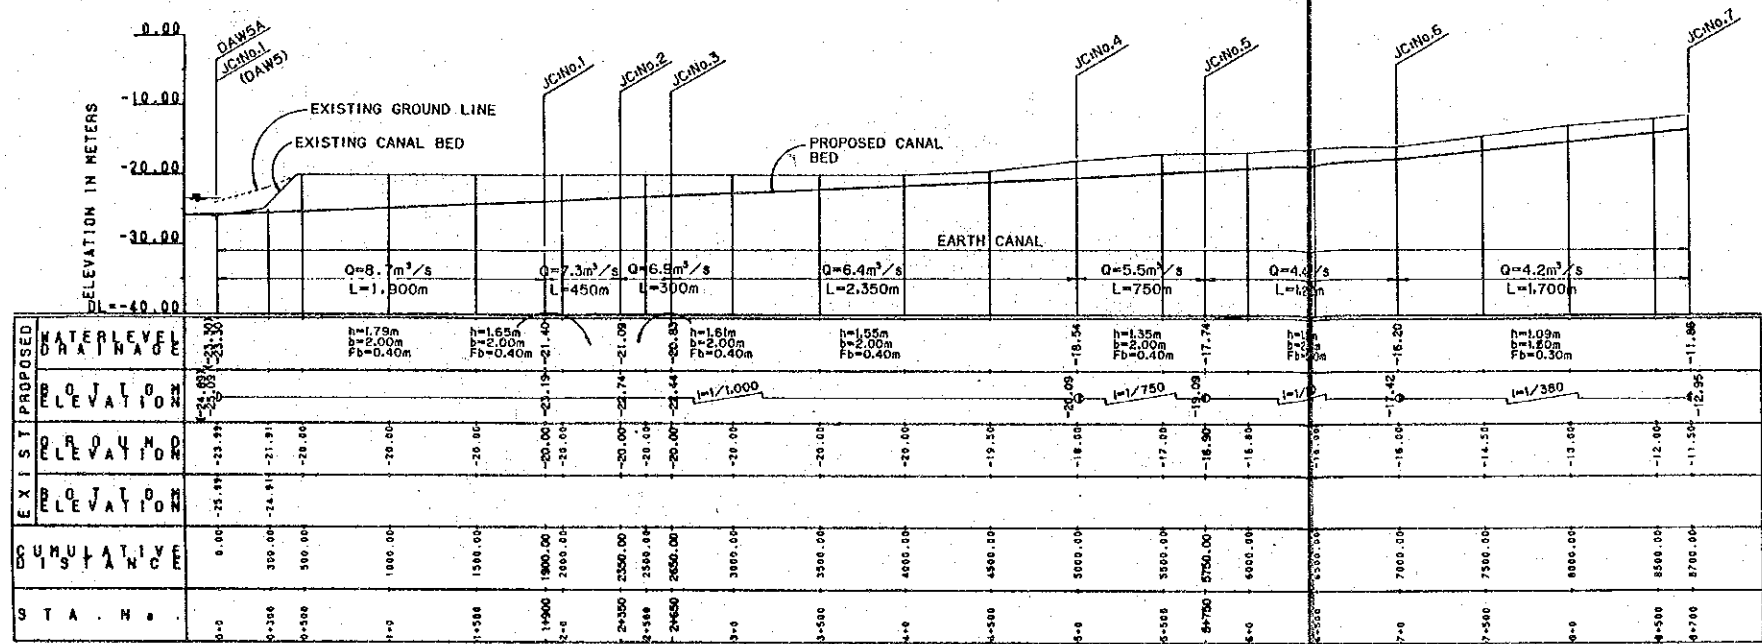 0.00
-10.00
-20.00
-30.00
DL=-40.00
ELEVATION IN METERS
DAW5A
JC:No.1
(DAW5)
JC:No.1
JC:No.2
JC:No.3
JC:No.4
JC:No.5
JC:No.6
JC:No.7
EXISTING GROUND LINE
EXISTING CANAL BED
PROPOSED CANAL BED
EARTH CANAL
Q=8.7m³/s
L=1,900m
Q=7.3m³/s
L=450m
Q=6.9m³/s
L=300m
Q=6.4m³/s
L=2,350m
Q=5.5m³/s
L=750m
Q=4.2m³/s
L=1,700m
PROPOSED
WATERLEVEL DRAINAGE
(-23.30)
-23.30
h=1.79m
b=2.00m
Fb=0.40m
h=1.65m
b=2.00m
Fb=0.40m
-21.40
-21.09
-20.83
h=1.61m
b=2.00m
Fb=0.40m
h=1.55m
b=2.00m
Fb=0.40m
-18.54
h=1.35m
b=2.00m
Fb=0.40m
-17.74
-16.20
h=1.09m
Fb=0.30m
-11.86
BOTTOM ELEVATION
-25.09
-23.19
-22.74
-22.44
I=1/1,000
-20.09
I=1/750
-19.09
-17.42
I=1/380
-12.95
EXIST
GROUND ELEVATION
-23.99
-21.91
-20.00
-20.00
-20.00
-20.00
-20.00
-20.00
-20.00
-20.00
-20.00
-20.00
-20.00
-19.50
-18.00
-17.00
-16.90
-16.80
-16.00
-14.50
-12.00
-11.50
BOTTOM ELEVATION
-25.99
-24.91
CUMULATIVE DISTANCE
0.00
300.00
500.00
1000.00
1500.00
1900.00
2000.00
2350.00
2500.00
2650.00
3000.00
3500.00
4000.00
4500.00
5000.00
5500.00
5750.00
6000.00
6500.00
7000.00
7500.00
8000.00
8500.00
8700.00
STA. No.
0+0
0+300
0+500
1+0
1+500
1+900
2+0
2+350
2+500
2+650
3+0
3+500
4+0
4+500
5+0
5+500
5+750
6+0
6+500
7+0
7+500
8+0
8+500
8+700